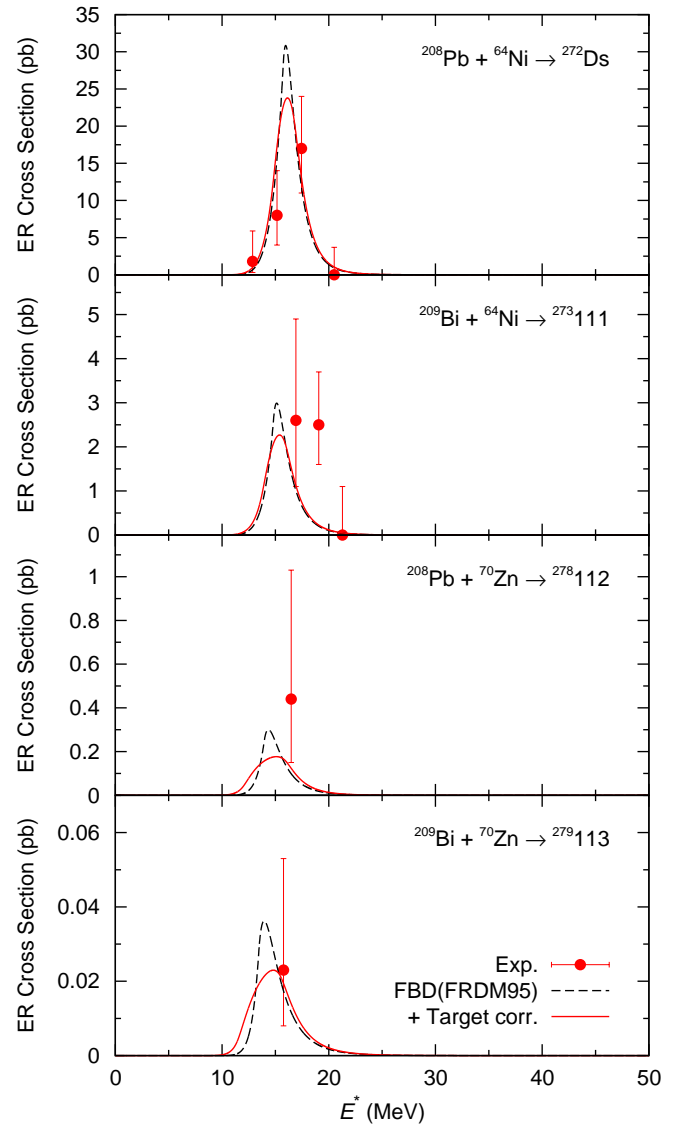 ER Cross Section (pb)
35
30
25
20
15
10
5
0
²⁰⁸Pb + ⁶⁴Ni → ²⁷²Ds
ER Cross Section (pb)
5
4
3
2
1
0
²⁰⁹Bi + ⁶⁴Ni → ²⁷³111
ER Cross Section (pb)
1
0.8
0.6
0.4
0.2
0
²⁰⁸Pb + ⁷⁰Zn → ²⁷⁸112
ER Cross Section (pb)
0.06
0.04
0.02
0
²⁰⁹Bi + ⁷⁰Zn → ²⁷⁹113
Exp.
FBD(FRDM95)
+ Target corr.
0 10 20 30 40 50
E* (MeV)